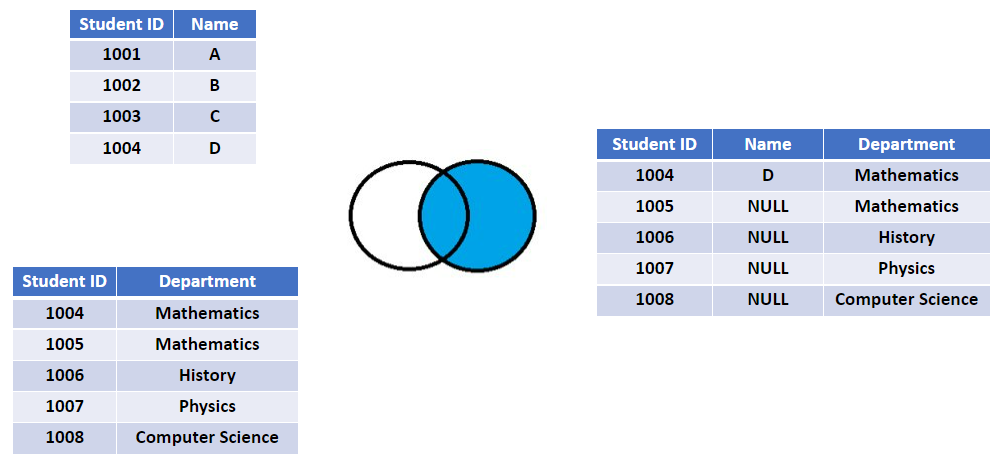 Student ID Name
1001 A
1002 B
1003 C
1004 D
Student ID Department
1004 Mathematics
1005 Mathematics
1006 History
1007 Physics
1008 Computer Science
Student ID Name Department
1004 D Mathematics
1005 NULL Mathematics
1006 NULL History
1007 NULL Physics
1008 NULL Computer Science